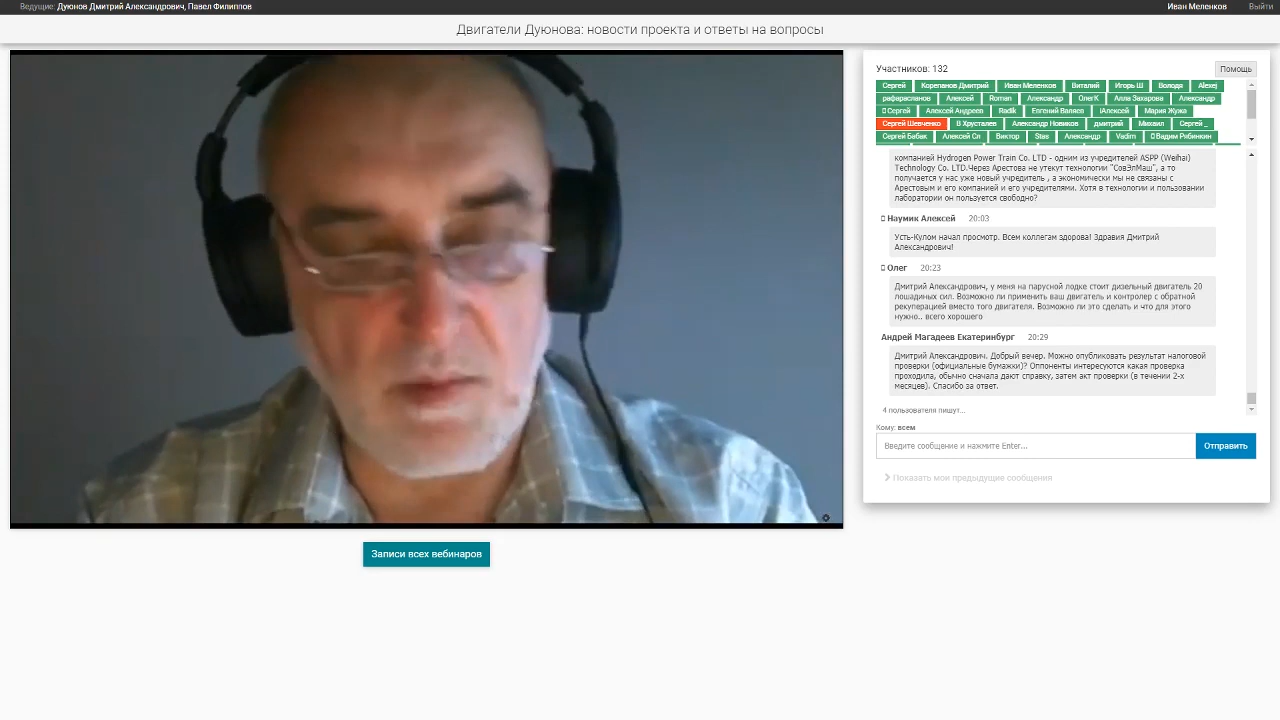 Ведущие: Дуюнов Дмитрий Александрович, Павел Филиппов
Иван Меленков Выйти
Двигатели Дуюнова: новости проекта и ответы на вопросы
Участников: 132
Помощь
Сергей Корепанов Дмитрий Иван Меленков Виталий Игорь Ш Володя Alexej
рафарасланов Алексей Roman Александр ОлегК Алла Захарова Александр
Сергей Алексей Андреев Radik Евгений Валяев !Алексей Мария Жужа
Сергей Шевченко В Хрусталев Александр Новиков дмитрий Михаил Сергей _
Сергей Бабак Алексей Сл Виктор Stas Александр Vadim Вадим Рябинкин
компанией Hydrogen Power Train Co. LTD - одним из учредителей ASPP (Weihai)
Technology Co. LTD.Через Арестова не утекут технологии "СовЭлМаш", а то
получается у нас уже новый учредитель , а экономически мы не связаны с
Арестовым и его компанией и его учредителями. Хотя в технологии и пользовании
лаборатории он пользуется свободно?
Наумик Алексей 20:03
Усть-Кулом начал просмотр. Всем коллегам здорова! Здравия Дмитрий
Александрович!
Олег 20:23
Дмитрий Александрович, у меня на парусной лодке стоит дизельный двигатель 20
лошадиных сил. Возможно ли применить ваш двигатель и контролер с обратной
рекуперацией вместо того двигателя. Возможно ли это сделать и что для этого
нужно.. всего хорошего
Андрей Магадеев Екатеринбург 20:29
Дмитрий Александрович. Добрый вечер. Можно опубликовать результат налоговой
проверки (официальные бумажки)? Оппоненты интересуются какая проверка
проходила, обычно сначала дают справку, затем акт проверки (в течении 2-х
месяцев). Спасибо за ответ.
4 пользователя пишут...
Кому: всем
Введите сообщение и нажмите Enter...
Отправить
Показать мои предыдущие сообщения
Записи всех вебинаров